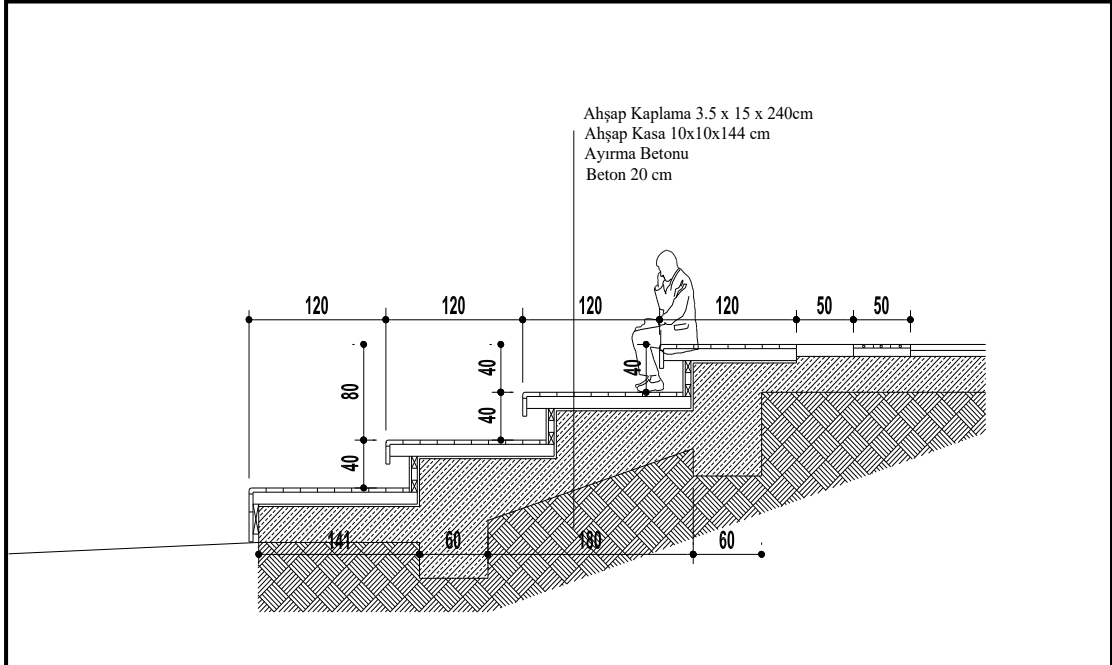 Ahşap Kaplama 3.5 x 15 x 240cm
Ahşap Kasa 10x10x144 cm
Ayırma Betonu
Beton 20 cm
120 120 120 120 50 50
80 40 40
40 40
141 60 180 60